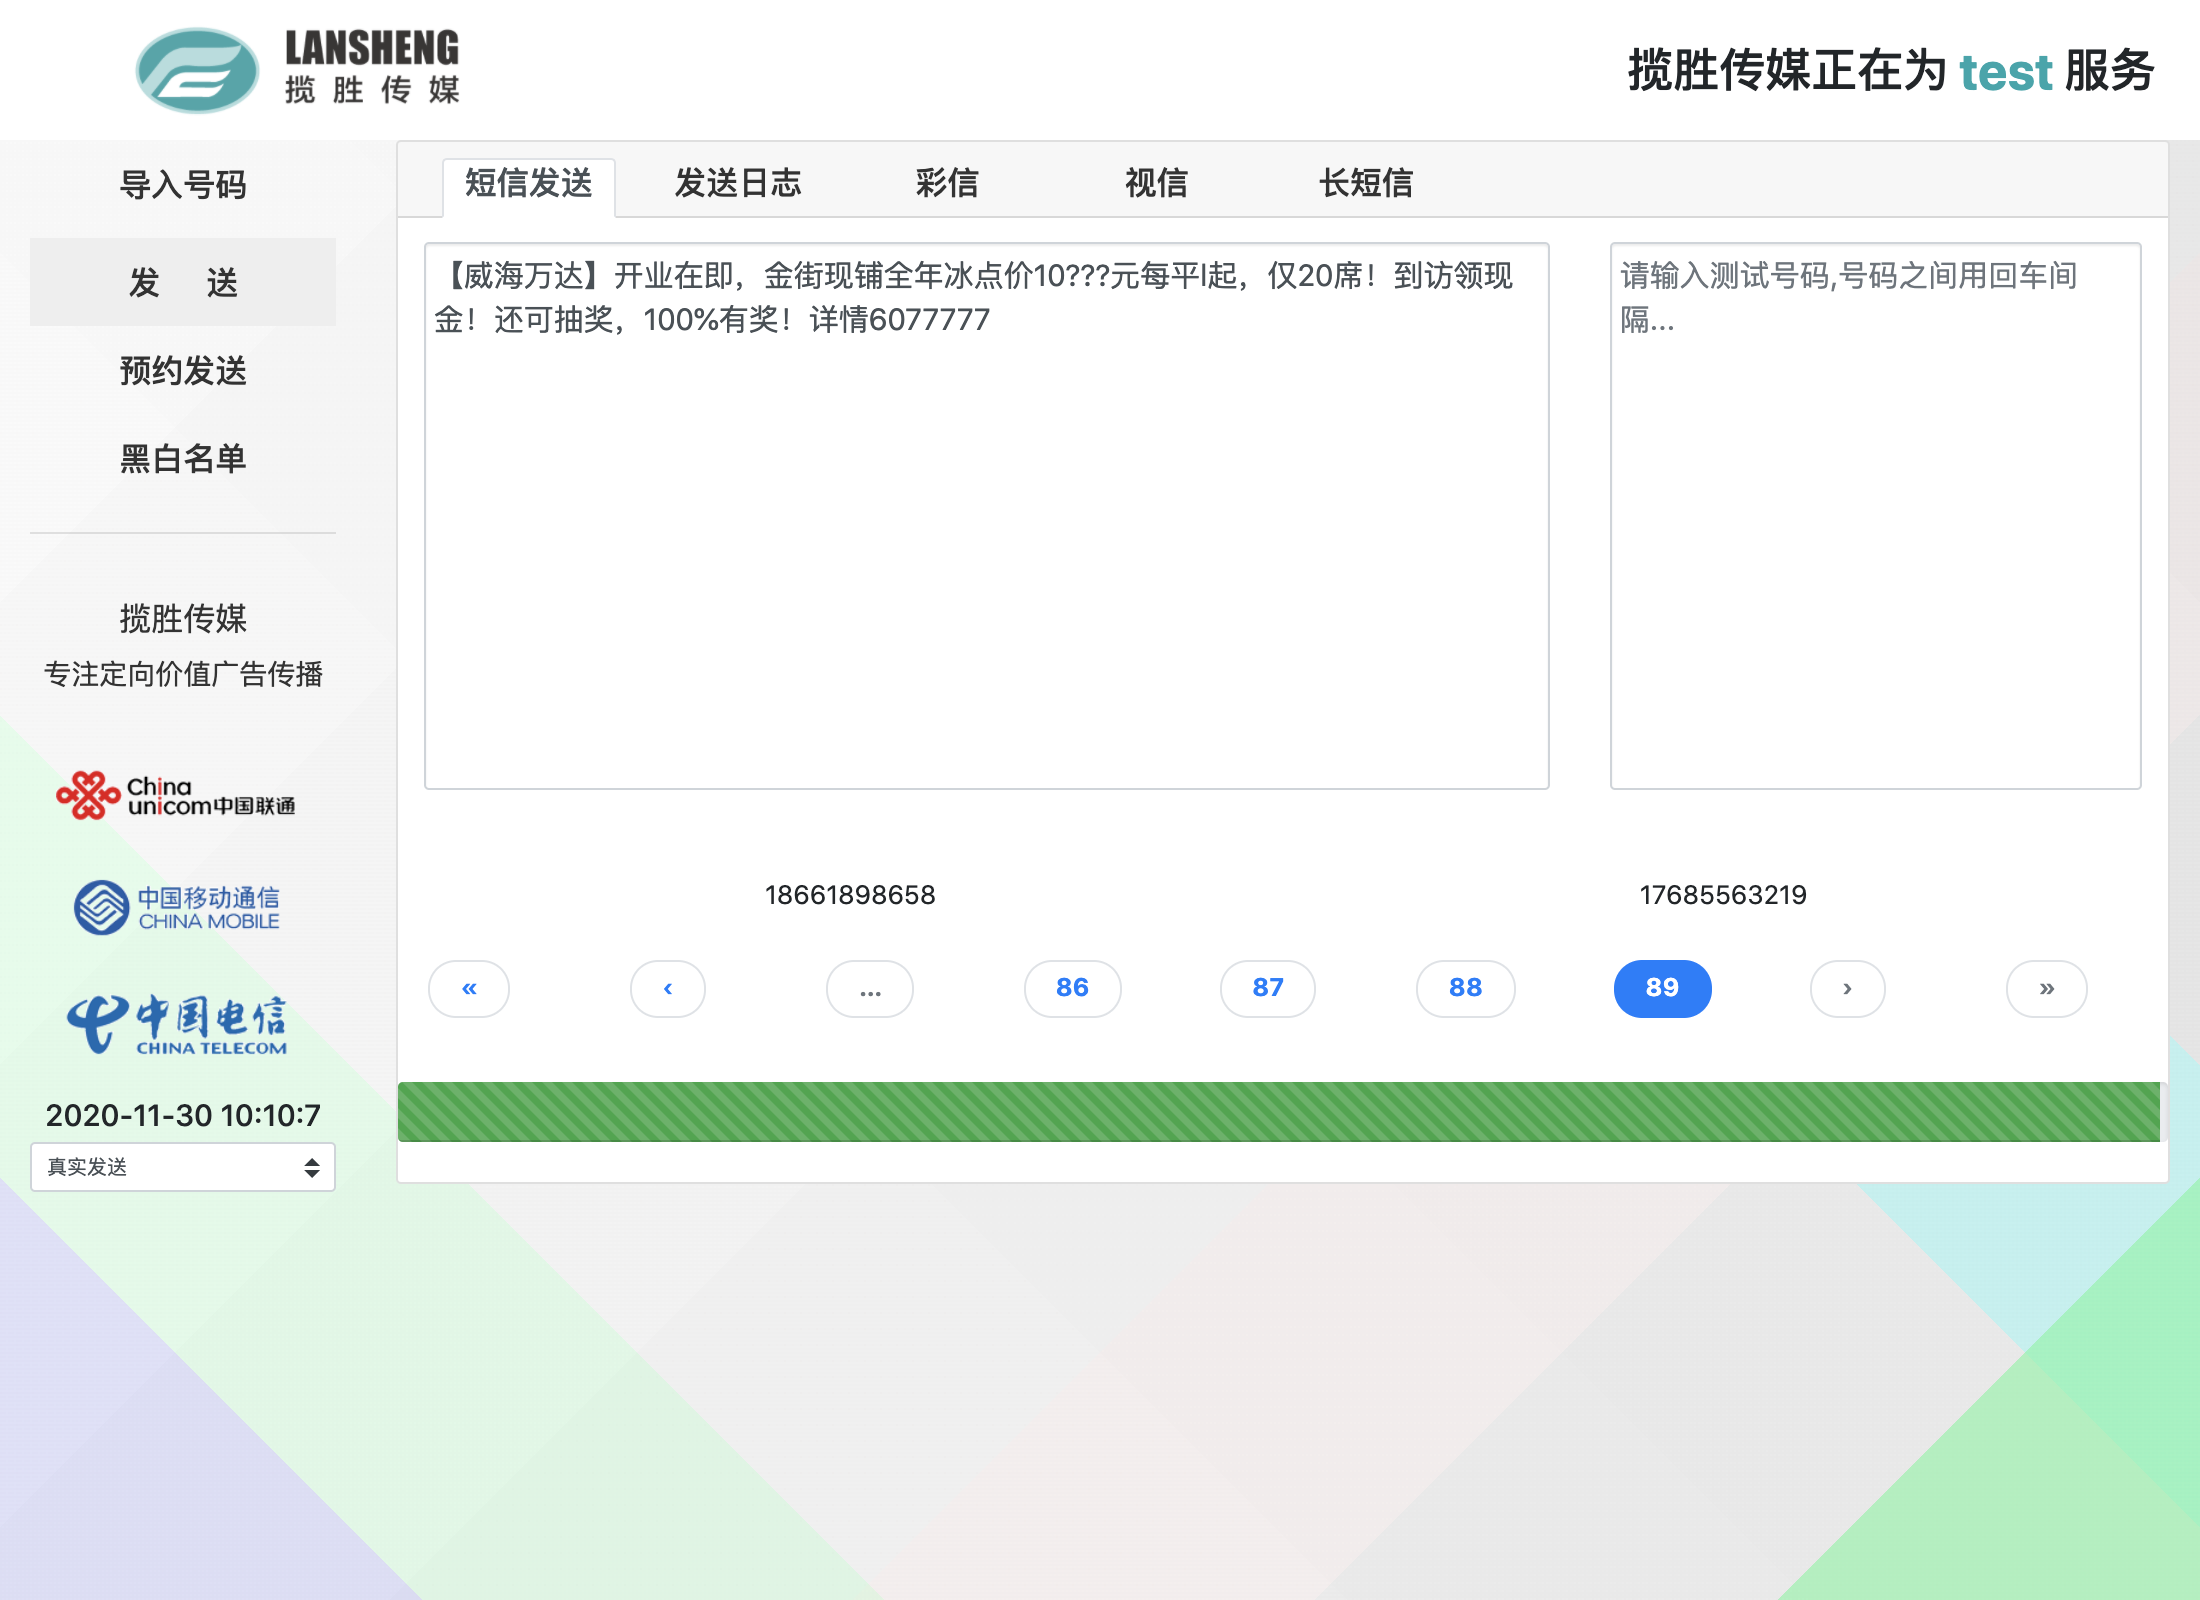 LANSHENG
揽胜传媒
揽胜传媒正在为 test 服务
导入号码
发 送
预约发送
黑白名单
揽胜传媒
专注定向价值广告传播
China
unicom中国联通
中国移动通信
CHINA MOBILE
中国电信
CHINA TELECOM
2020-11-30 10:10:7
真实发送
短信发送 发送日志 彩信 视信 长短信
【威海万达】开业在即，金街现铺全年冰点价10???元每平l起，仅20席！到访领现
金！还可抽奖，100%有奖！详情6077777
请输入测试号码,号码之间用回车间
隔...
18661898658 17685563219
« ‹ ... 86 87 88 89 › »